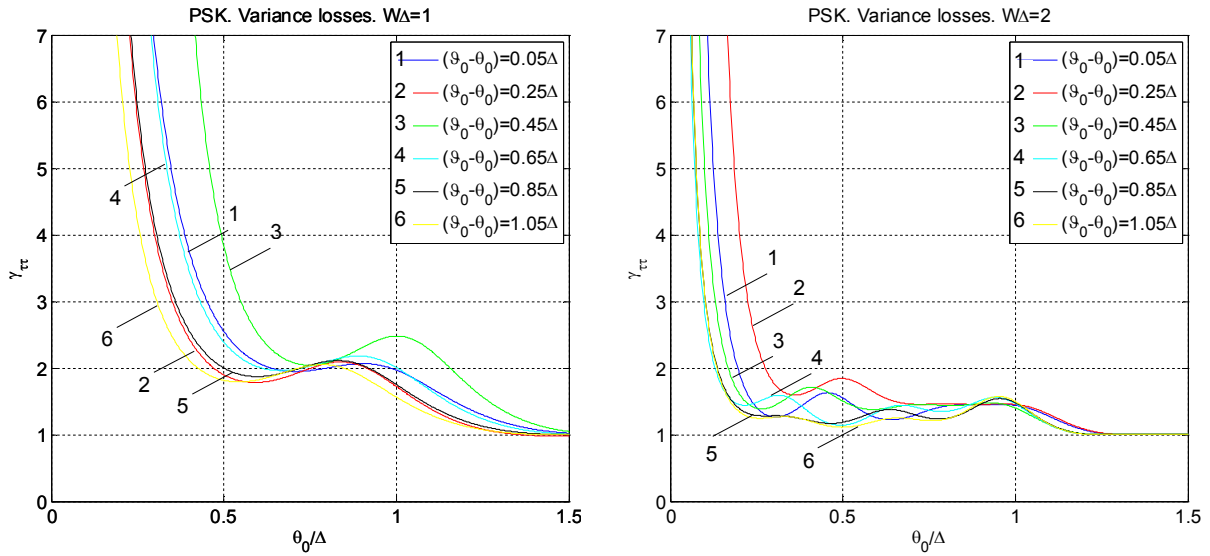 PSK. Variance losses. WΔ=1
7
6
5
4
3
2
1
0
γττ
0
0.5
1
1.5
θ0/Δ
1 (ϑ0-θ0)=0.05Δ
2 (ϑ0-θ0)=0.25Δ
3 (ϑ0-θ0)=0.45Δ
4 (ϑ0-θ0)=0.65Δ
5 (ϑ0-θ0)=0.85Δ
6 (ϑ0-θ0)=1.05Δ
4
1
3
6
2
5
PSK. Variance losses. WΔ=2
7
6
5
4
3
2
1
0
γττ
0
0.5
1
1.5
θ0/Δ
1 (ϑ0-θ0)=0.05Δ
2 (ϑ0-θ0)=0.25Δ
3 (ϑ0-θ0)=0.45Δ
4 (ϑ0-θ0)=0.65Δ
5 (ϑ0-θ0)=0.85Δ
6 (ϑ0-θ0)=1.05Δ
1
2
3
4
5
6